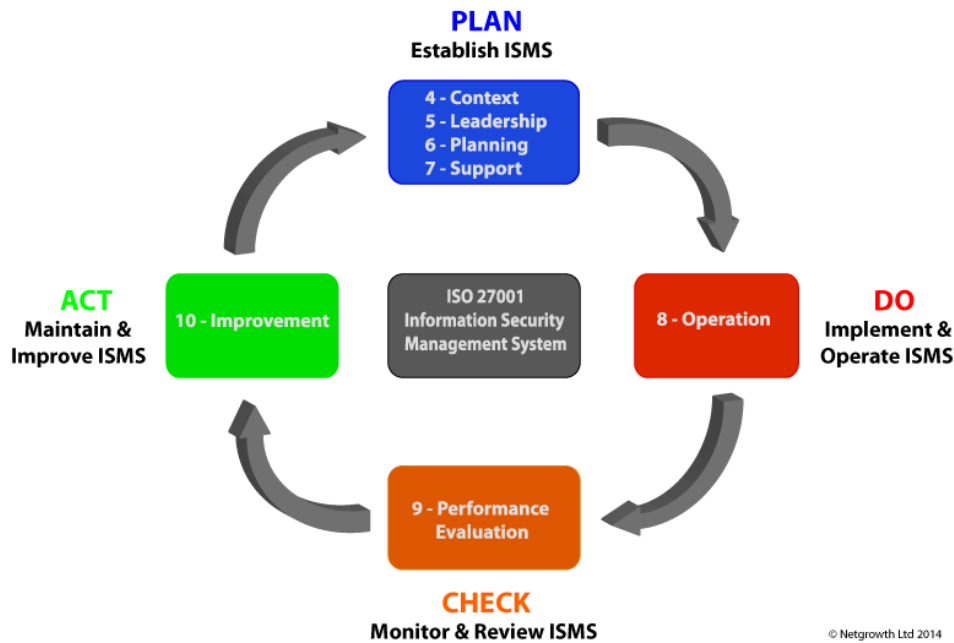 PLAN
Establish ISMS
4 - Context
5 - Leadership
6 - Planning
7 - Support
ACT
Maintain &
Improve ISMS
10 - Improvement
ISO 27001
Information Security
Management System
8 - Operation
DO
Implement &
Operate ISMS
9 - Performance
Evaluation
CHECK
Monitor & Review ISMS
© Netgrowth Ltd 2014